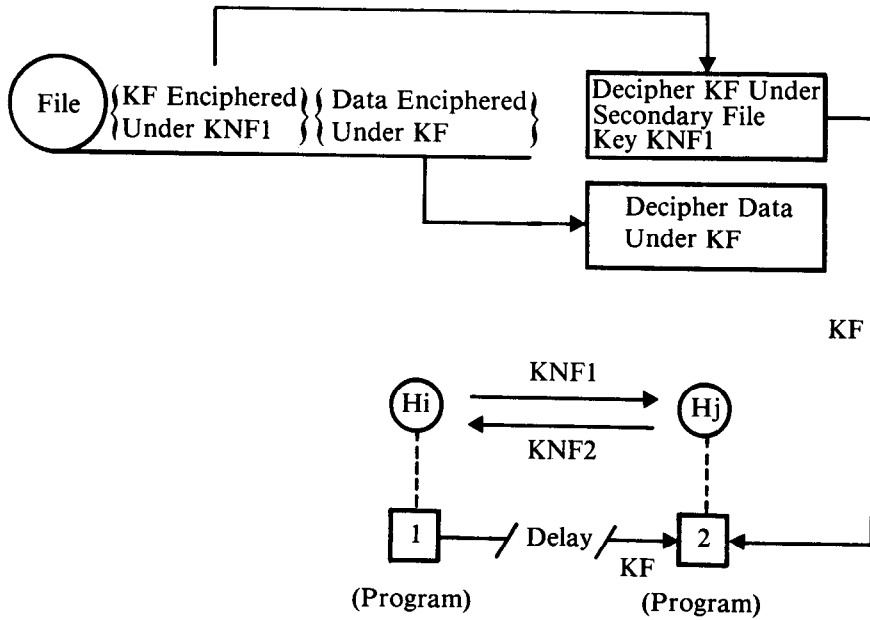 File
{KF Enciphered
Under KNF1}
{Data Enciphered
Under KF}
Decipher KF Under
Secondary File
Key KNF1
Decipher Data
Under KF
KF
KNF1
Hi
Hj
KNF2
1
Delay
2
KF
(Program)
(Program)